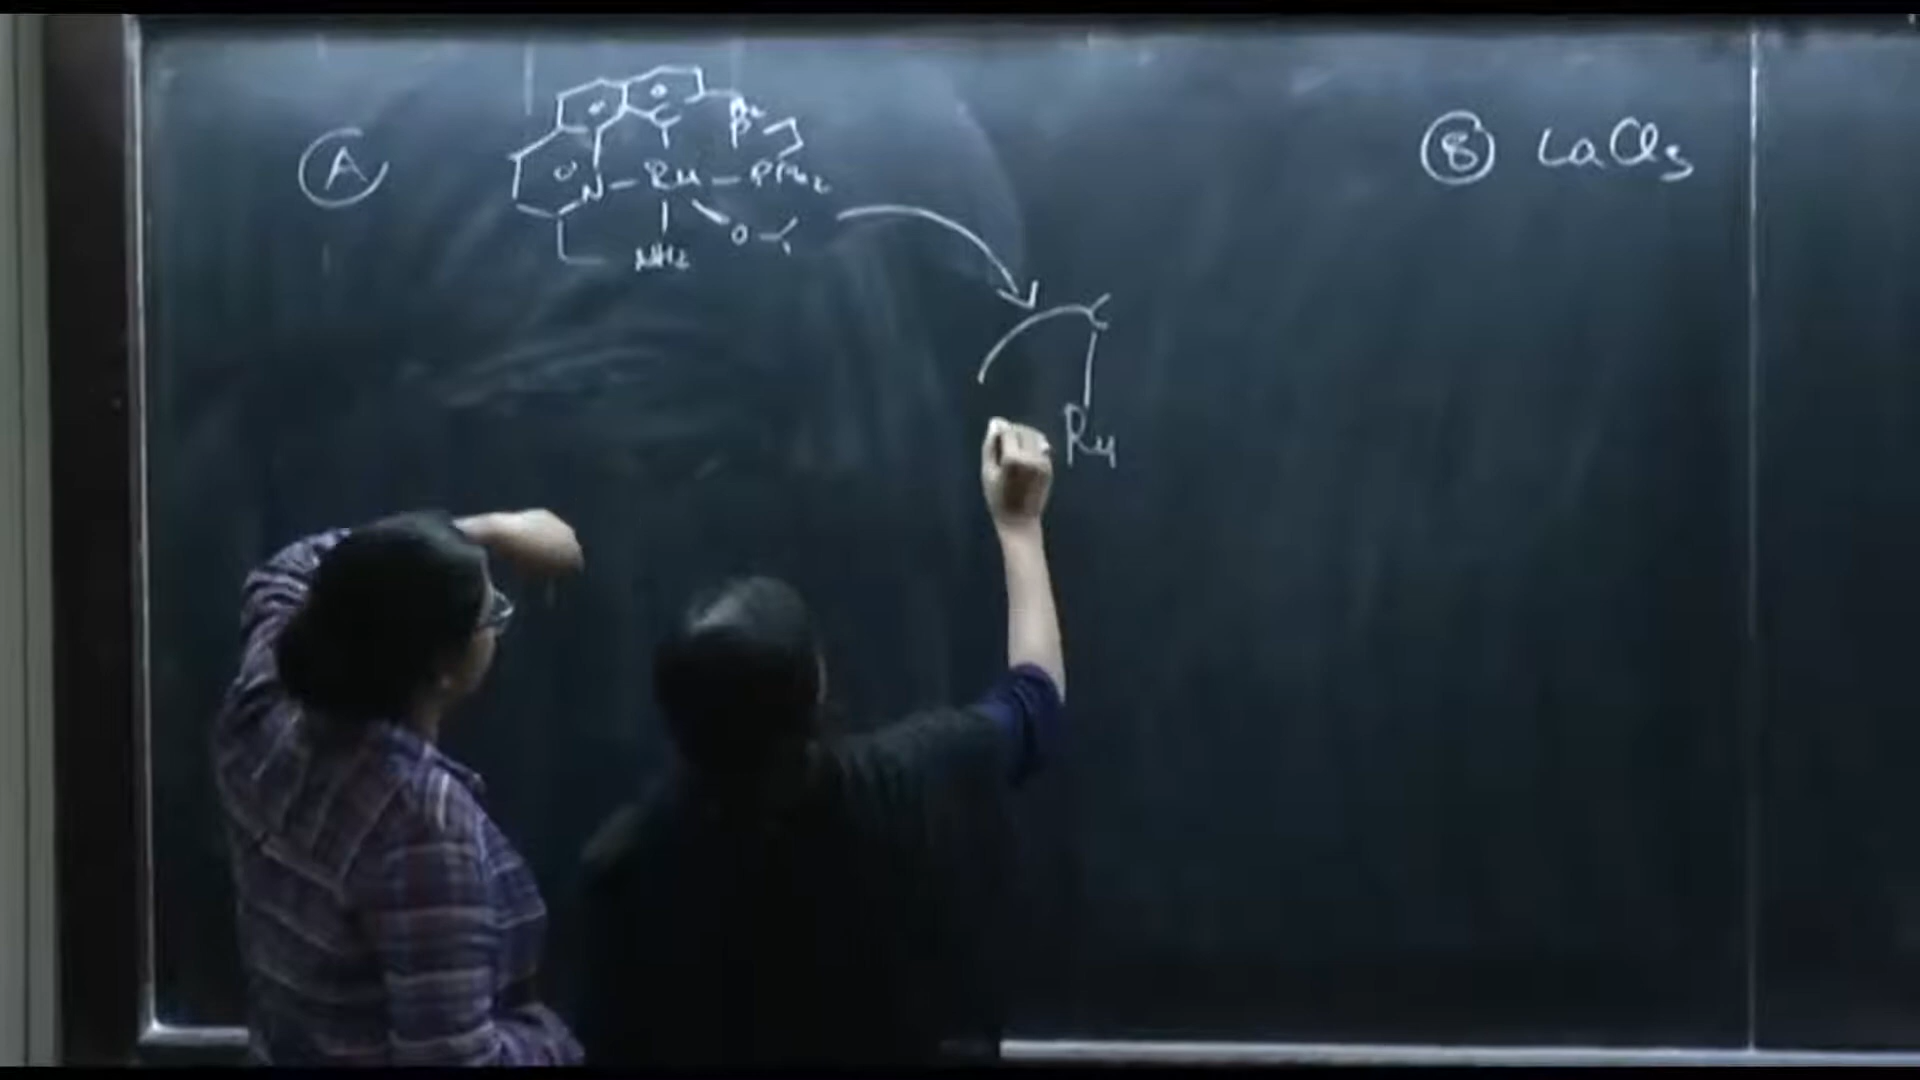 A
C
N - Ru - PPh2
O
NH2
C
Ru
B LaCl3